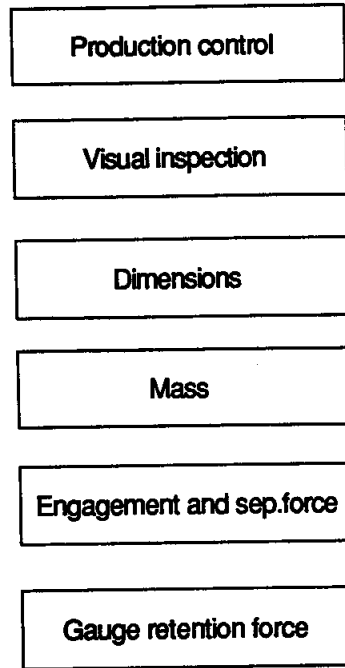 Production control
Visual inspection
Dimensions
Mass
Engagement and sep.force
Gauge retention force